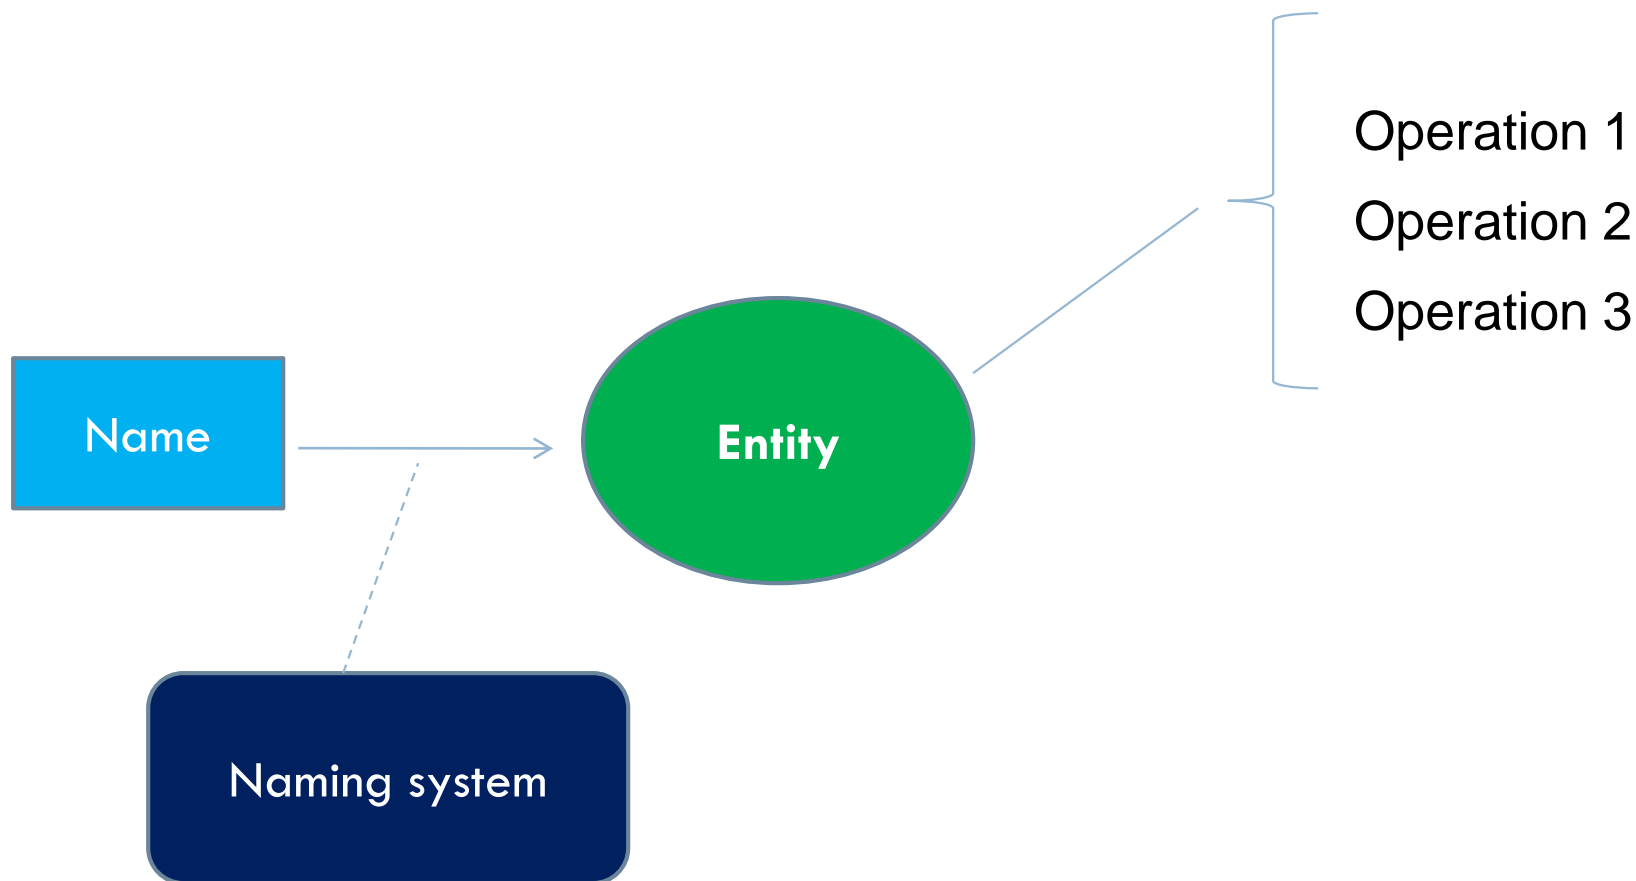 Operation 1
Operation 2
Operation 3
Name
Entity
Naming system